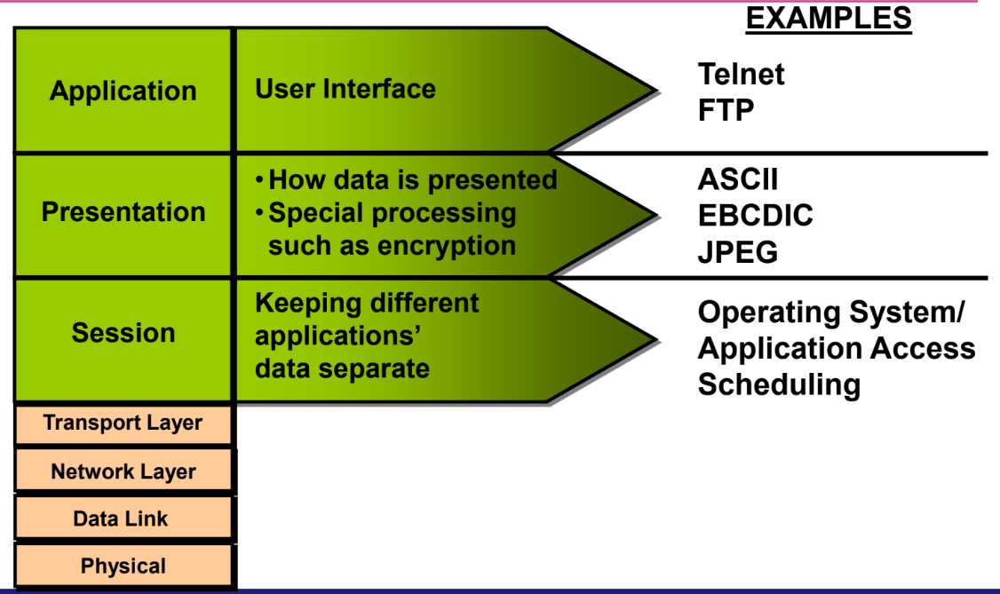 EXAMPLES
Application
User Interface
Telnet
FTP
Presentation
• How data is presented
• Special processing
such as encryption
ASCII
EBCDIC
JPEG
Session
Keeping different
applications’
data separate
Operating System/
Application Access
Scheduling
Transport Layer
Network Layer
Data Link
Physical